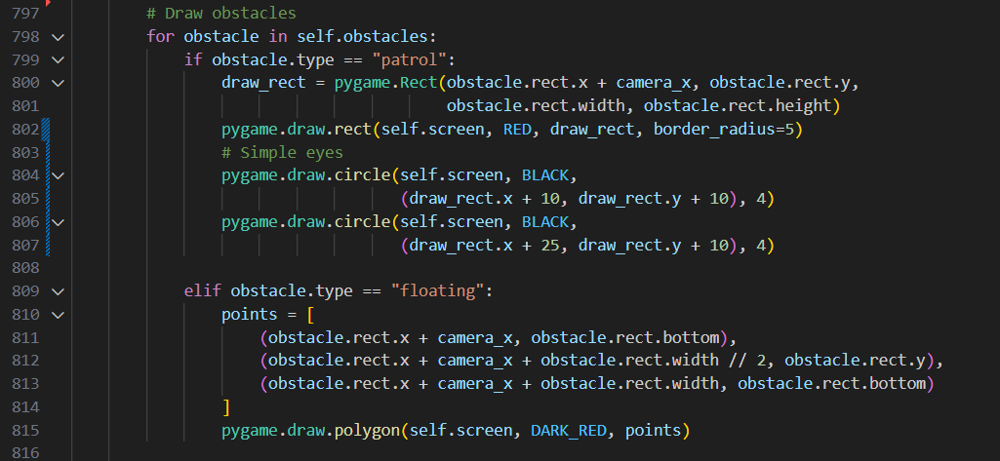 797 # Draw obstacles
798 for obstacle in self.obstacles:
799 if obstacle.type == "patrol":
800 draw_rect = pygame.Rect(obstacle.rect.x + camera_x, obstacle.rect.y,
801 obstacle.rect.width, obstacle.rect.height)
802 pygame.draw.rect(self.screen, RED, draw_rect, border_radius=5)
803 # Simple eyes
804 pygame.draw.circle(self.screen, BLACK,
805 (draw_rect.x + 10, draw_rect.y + 10), 4)
806 pygame.draw.circle(self.screen, BLACK,
807 (draw_rect.x + 25, draw_rect.y + 10), 4)
808
809 elif obstacle.type == "floating":
810 points = [
811 (obstacle.rect.x + camera_x, obstacle.rect.bottom),
812 (obstacle.rect.x + camera_x + obstacle.rect.width // 2, obstacle.rect.y),
813 (obstacle.rect.x + camera_x + obstacle.rect.width, obstacle.rect.bottom)
814 ]
815 pygame.draw.polygon(self.screen, DARK_RED, points)
816